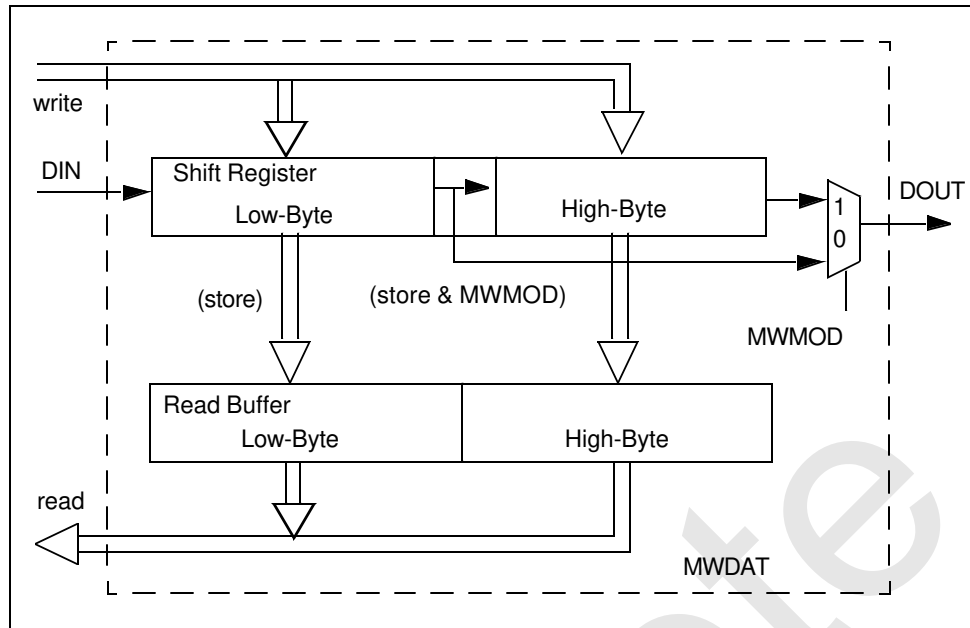 write
DIN
Shift Register
Low-Byte
High-Byte
1
0
DOUT
(store)
(store & MWMOD)
MWMOD
Read Buffer
Low-Byte
High-Byte
read
MWDAT
ete